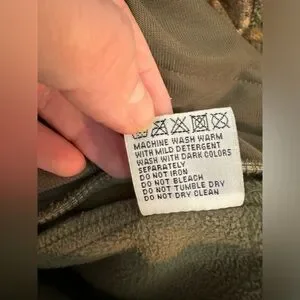 MACHINE WASH WARM
WITH MILD DETERGENT
WASH WITH DARK COLORS
SEPARATELY
DO NOT IRON
DO NOT BLEACH
DO NOT TUMBLE DRY
DO NOT DRY CLEAN